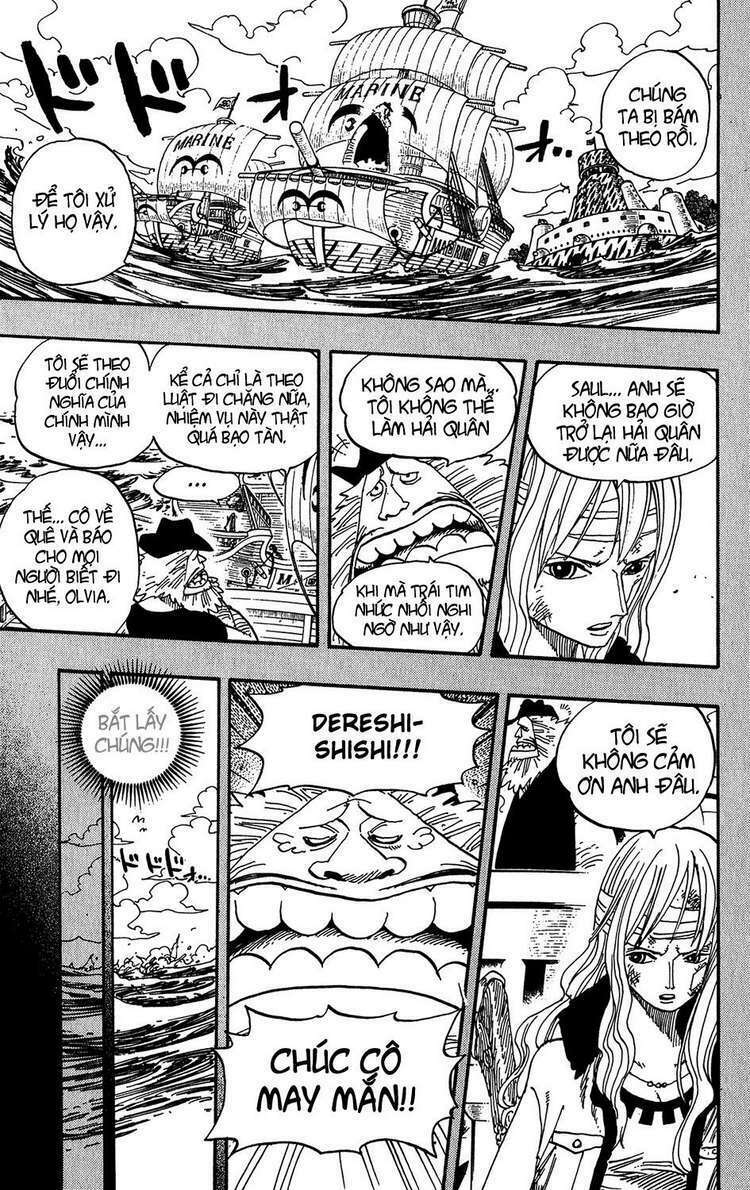 CHÚNG
TA BỊ BÁM
THEO RỒI.
ド ド オ...
ĐỂ TÔI XỬ
LÝ HỌ VẬY.
MARINE
MARINE
MARINE
SAUL... ANH SẼ
KHÔNG BAO GIỜ
TRỞ LẠI HẢI QUÂN
ĐƯỢC NỮA ĐÂU.
KHÔNG SAO MÀ...
TÔI KHÔNG THỂ
LÀM HẢI QUÂN
KHI MÀ TRÁI TIM
NHỨC NHỐI NGHI
NGỜ NHƯ VẬY.
KỂ CẢ CHỈ LÀ THEO
LUẬT ĐI CHĂNG NỮA,
NHIỆM VỤ NÀY THẬT
QUÁ BẠO TÀN.
TÔI SẼ THEO
ĐUỔI CHÍNH
NGHĨA CỦA
CHÍNH MÌNH
VẬY...
...
THẾ... CÔ VỀ
QUÊ VÀ BÁO
CHO MỌI
NGƯỜI BIẾT ĐI
NHÉ, OLVIA.
MARINE
TÔI SẼ
KHÔNG CẢM
ƠN ANH ĐÂU.
DERESHI-
SHISHI!!!
CHÚC CÔ
MAY MẮN!!
BẮT LẤY
CHÚNG!!!
ドドドォ...